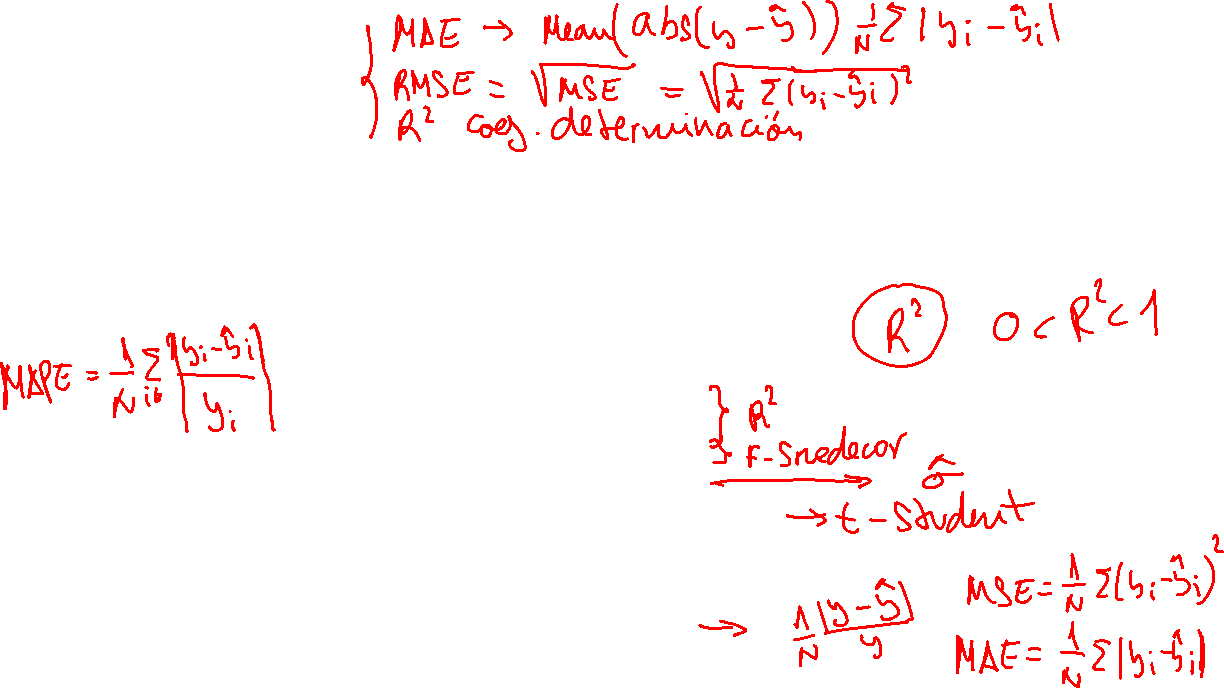 MAE → Mean(abs(y - ŷ)) 1/N Σ |yi - ŷi|
RMSE = √MSE = √(1/N Σ(yi - ŷi)²)
R² coef. determinación
R² 0 < R² < 1
MAPE = 1/N Σ |yi - ŷi / yi|
} R²
F-Snedecor
σ̂
→ t-Student
→ 1/N |y - ŷ|/y
MSE = 1/N Σ(yi - ŷi)²
MAE = 1/N Σ|yi - ŷi|